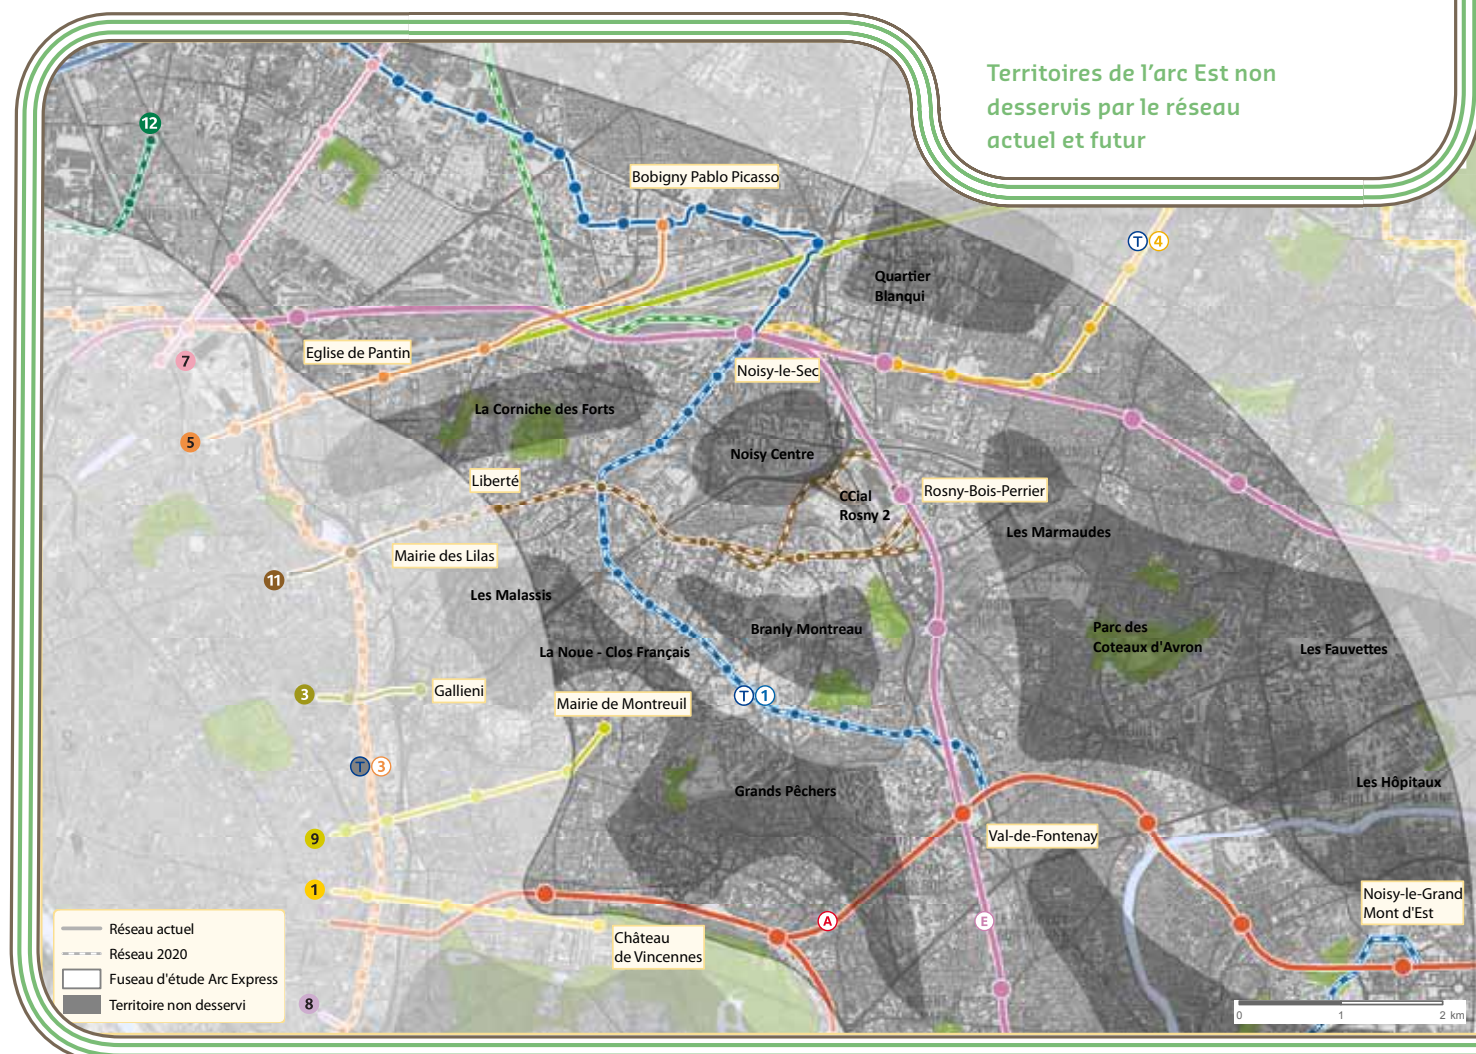 Territoires de l'arc Est non
desservis par le réseau
actuel et futur
12
Bobigny Pablo Picasso
T 4
Quartier
Blanqui
Eglise de Pantin
7
Noisy-le-Sec
La Corniche des Forts
5
Noisy Centre
Liberté
CCial
Rosny 2
Rosny-Bois-Perrier
Les Marmaudes
Mairie des Lilas
11
Les Malassis
Branly Montreau
Parc des
Coteaux d'Avron
La Noue - Clos Français
Les Fauvettes
3
Gallieni
Mairie de Montreuil
T 1
T 3
Grands Pêchers
Les Hôpitaux
9
Val-de-Fontenay
1
Noisy-le-Grand
Mont d'Est
A
E
Château
de Vincennes
Réseau actuel
Réseau 2020
Fuseau d'étude Arc Express
Territoire non desservi
8
0 1 2 km